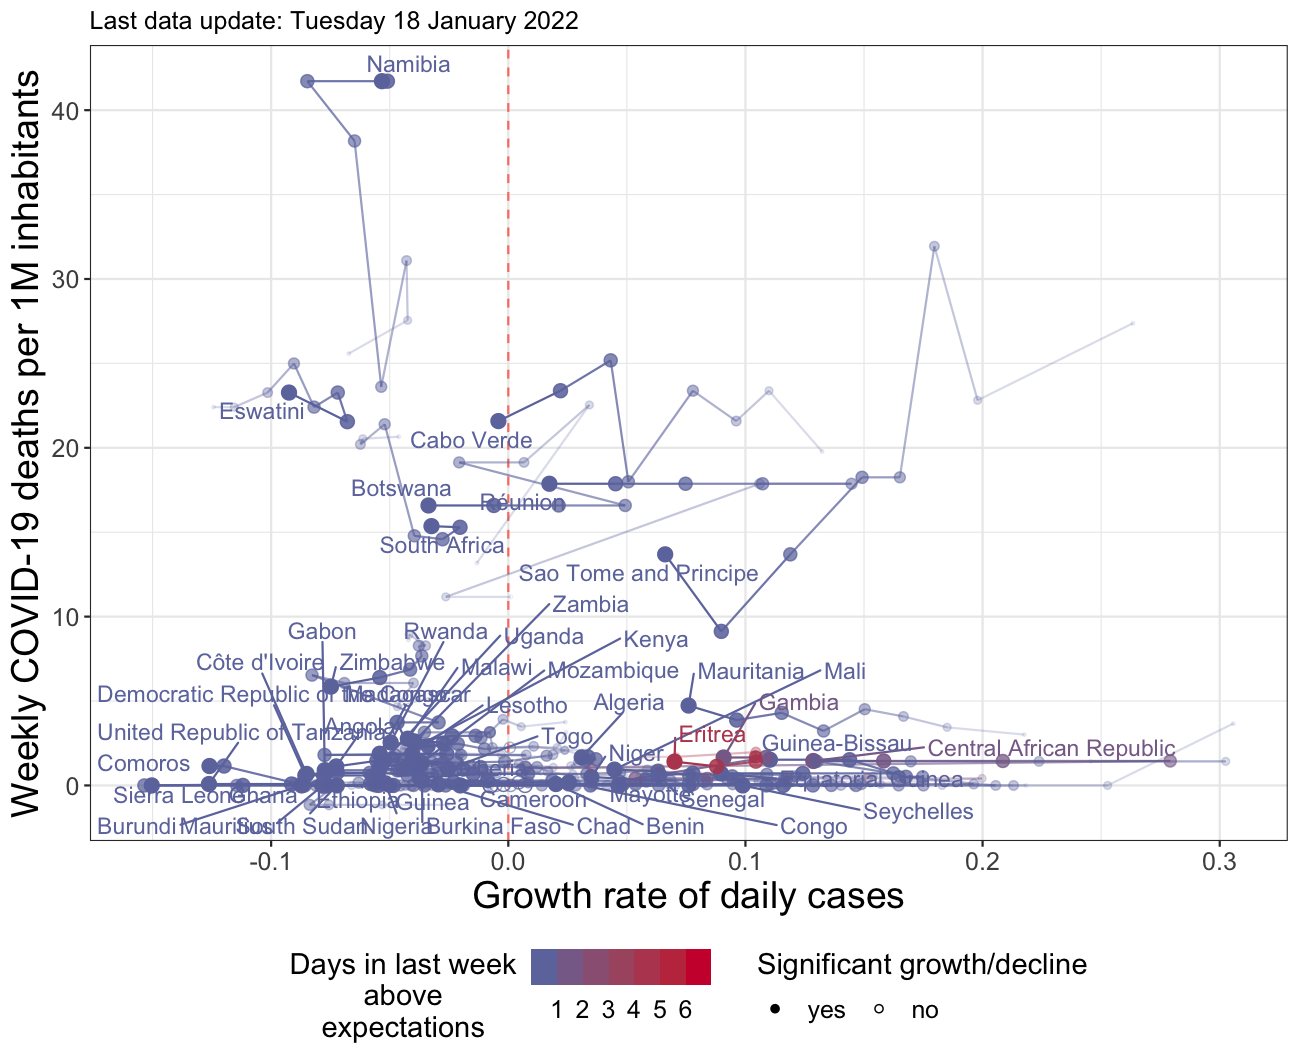 Last data update: Tuesday 18 January 2022
Weekly COVID-19 deaths per 1M inhabitants
40
30
20
10
0
Namibia
Eswatini
Cabo Verde
Botswana
Réunion
South Africa
Sao Tome and Principe
Zambia
Gabon
Rwanda
Uganda
Kenya
Côte d'Ivoire
Zimbabwe
Malawi
Mozambique
Mauritania
Mali
Democratic Republic of the Congo
Madagascar
Lesotho
Algeria
Gambia
United Republic of Tanzania
Angola
Togo
Eritrea
Niger
Guinea-Bissau
Central African Republic
Comoros
Equatorial Guinea
Sierra Leone
Ghana
Ethiopia
Guinea
Cameroon
Mayotte
Senegal
Seychelles
Burundi
Mauritius
South Sudan
Nigeria
Burkina Faso
Chad
Benin
Congo
-0.1
0.0
0.1
0.2
0.3
Growth rate of daily cases
Days in last week
above
expectations
1 2 3 4 5 6
Significant growth/decline
yes
no